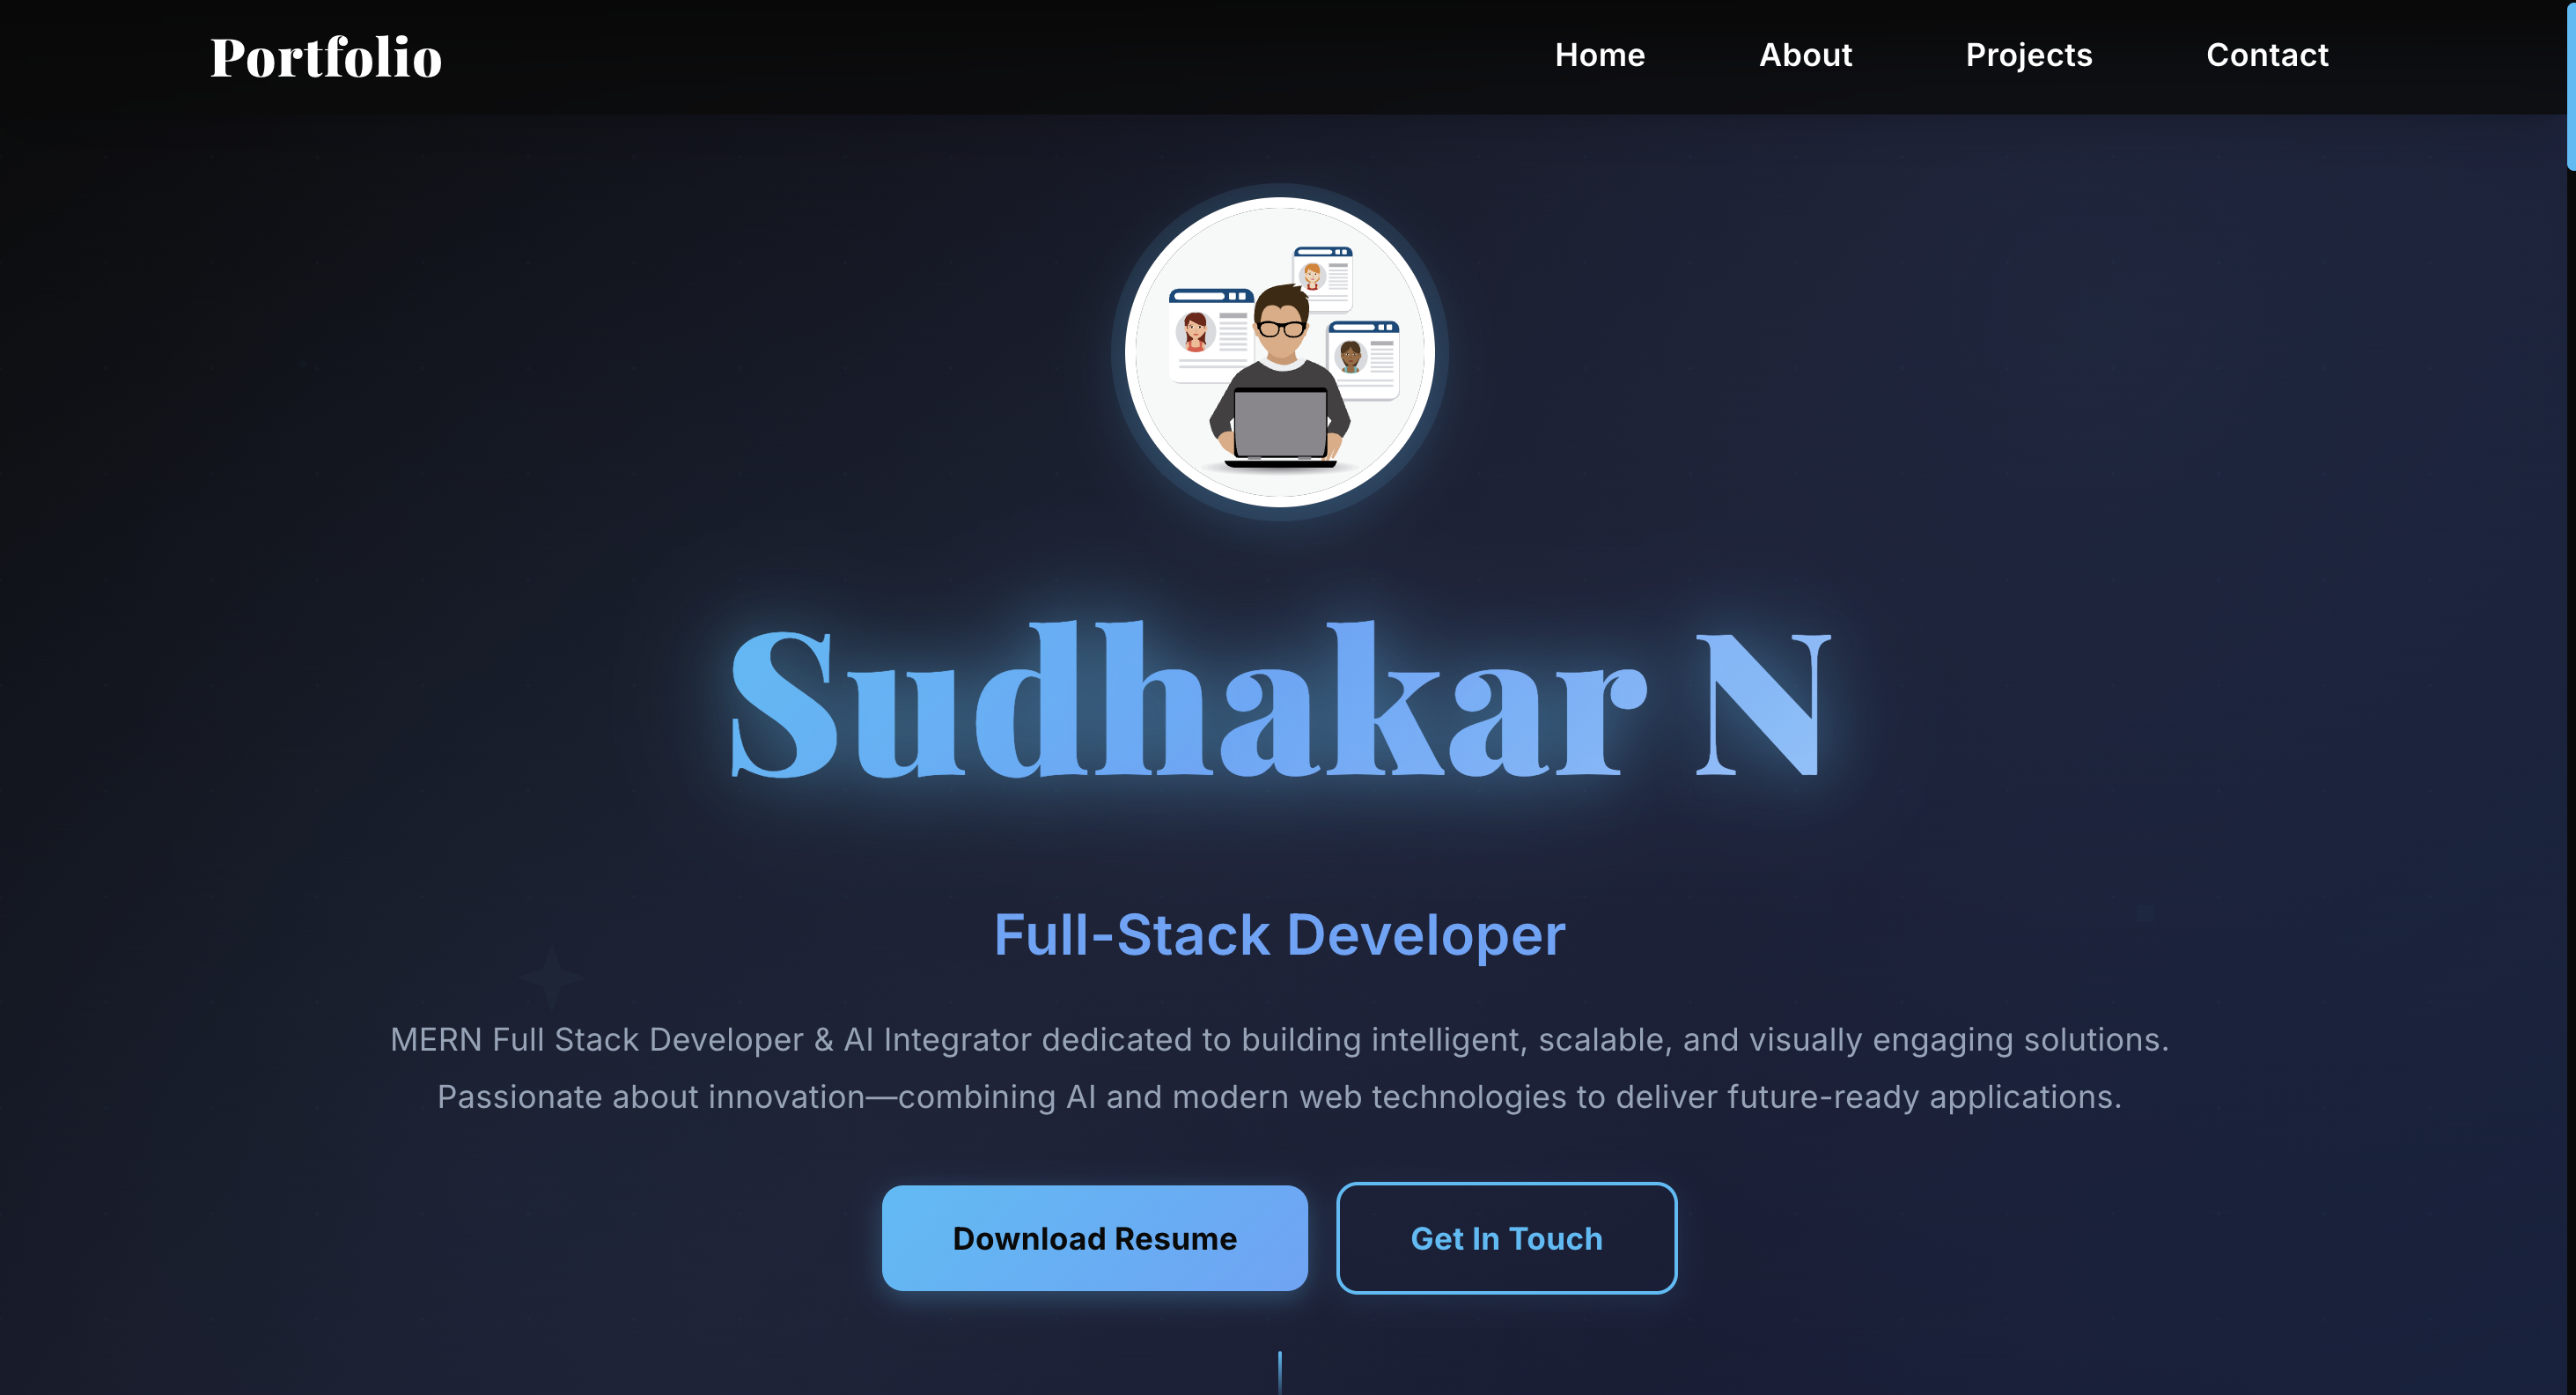 Portfolio
Home About Projects Contact
Sudhakar N
Full-Stack Developer
MERN Full Stack Developer & AI Integrator dedicated to building intelligent, scalable, and visually engaging solutions.
Passionate about innovation—combining AI and modern web technologies to deliver future-ready applications.
Download Resume Get In Touch